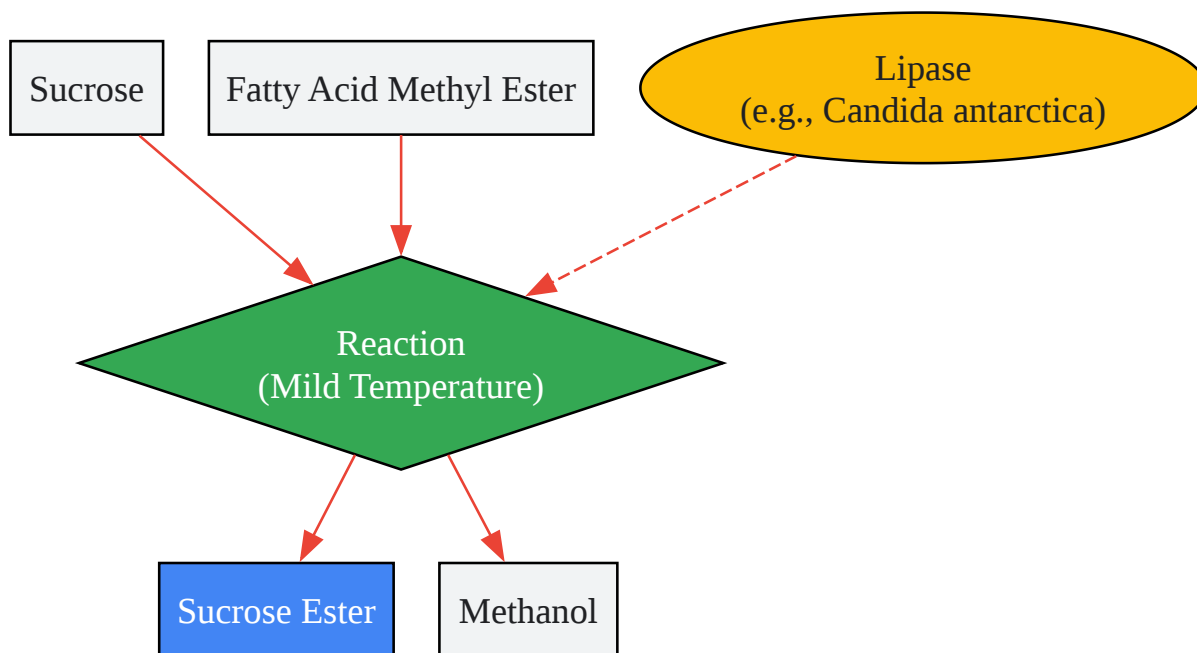 Sucrose
Fatty Acid Methyl Ester
Lipase
(e.g., Candida antarctica)
Reaction
(Mild Temperature)
Sucrose Ester
Methanol